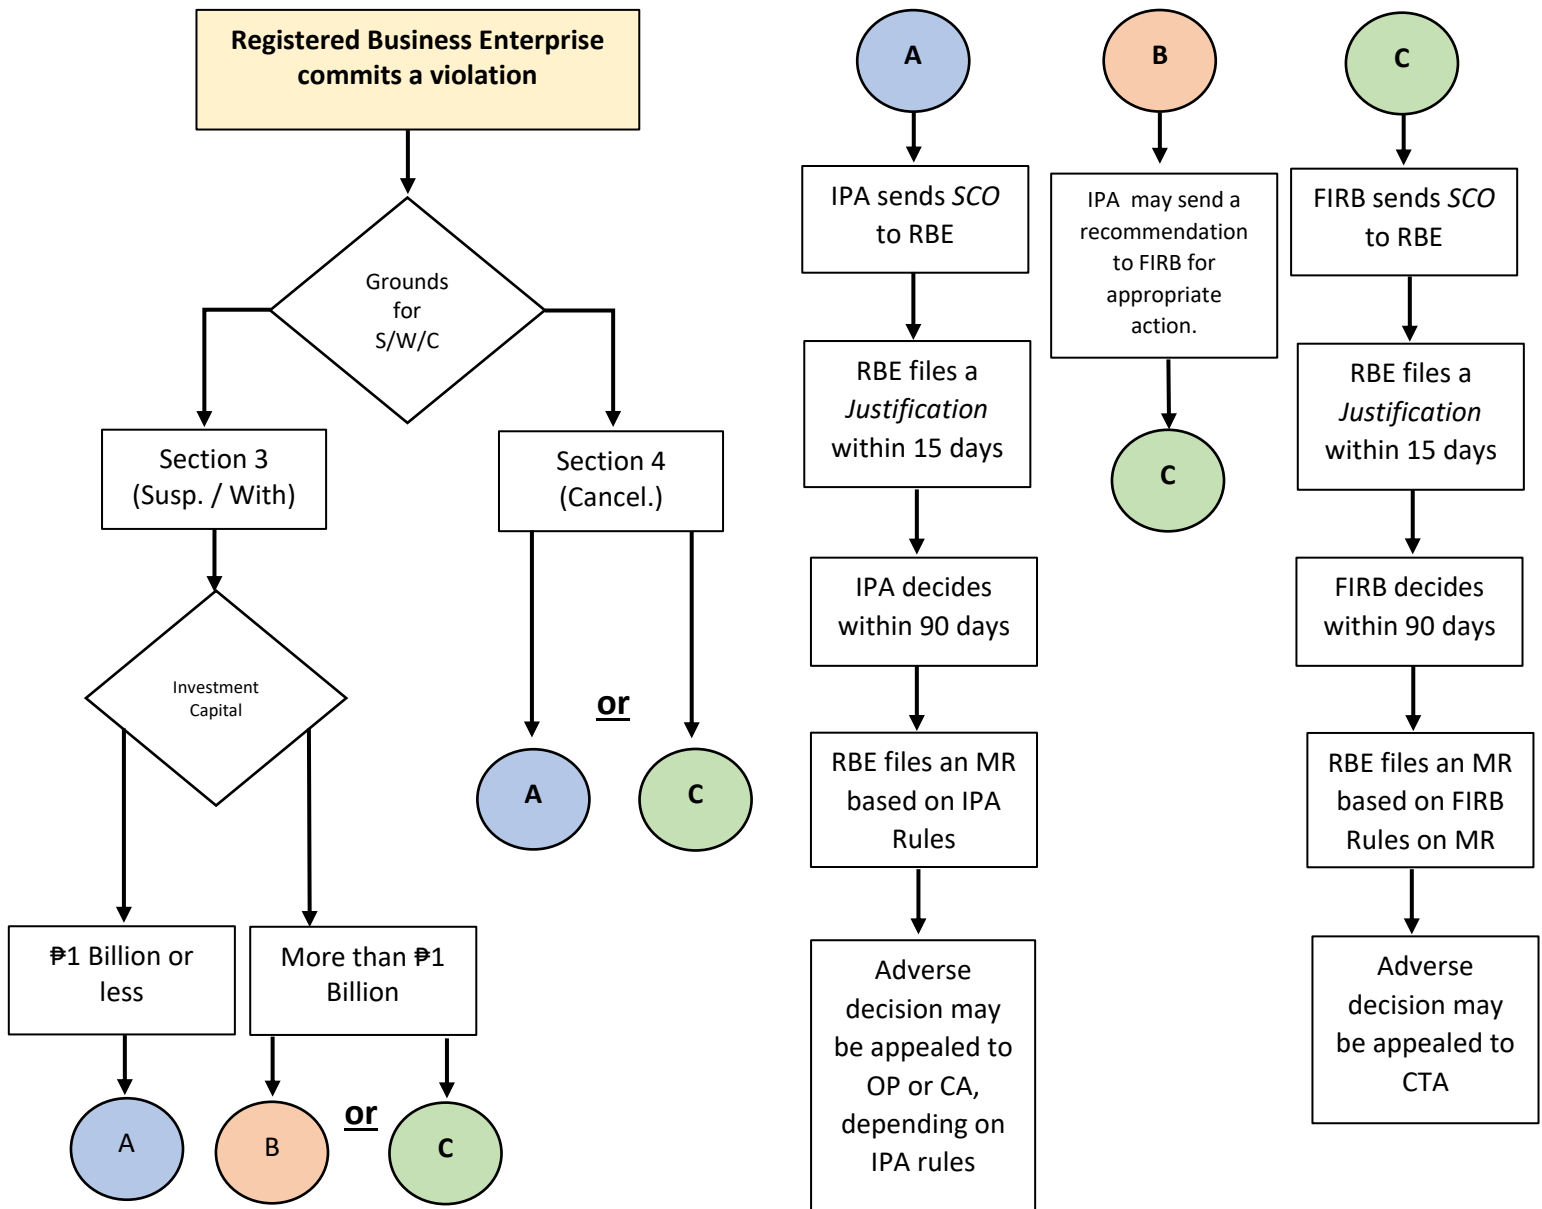 Registered Business Enterprise
commits a violation
Grounds
for
S/W/C
Section 3
(Susp. / With)
Section 4
(Cancel.)
Investment
Capital
or
A
C
₱1 Billion or
less
More than ₱1
Billion
A
B
or
C
A
IPA sends SCO
to RBE
RBE files a
Justification
within 15 days
IPA decides
within 90 days
RBE files an MR
based on IPA
Rules
Adverse
decision may
be appealed to
OP or CA,
depending on
IPA rules
B
IPA may send a
recommendation
to FIRB for
appropriate
action.
C
C
FIRB sends SCO
to RBE
RBE files a
Justification
within 15 days
FIRB decides
within 90 days
RBE files an MR
based on FIRB
Rules on MR
Adverse
decision may
be appealed to
CTA